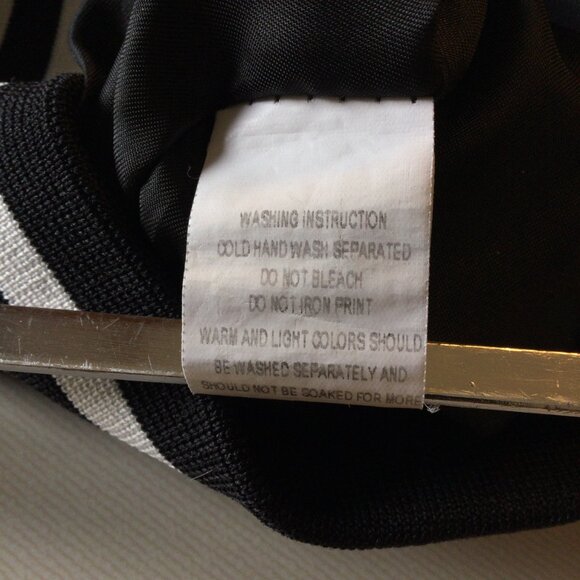 WASHING INSTRUCTION
COLD HAND WASH SEPARATED
DO NOT BLEACH
DO NOT IRON PRINT
WARM AND LIGHT COLORS SHOULD
BE WASHED SEPARATELY AND
SHOULD NOT BE SOAKED FOR MORE